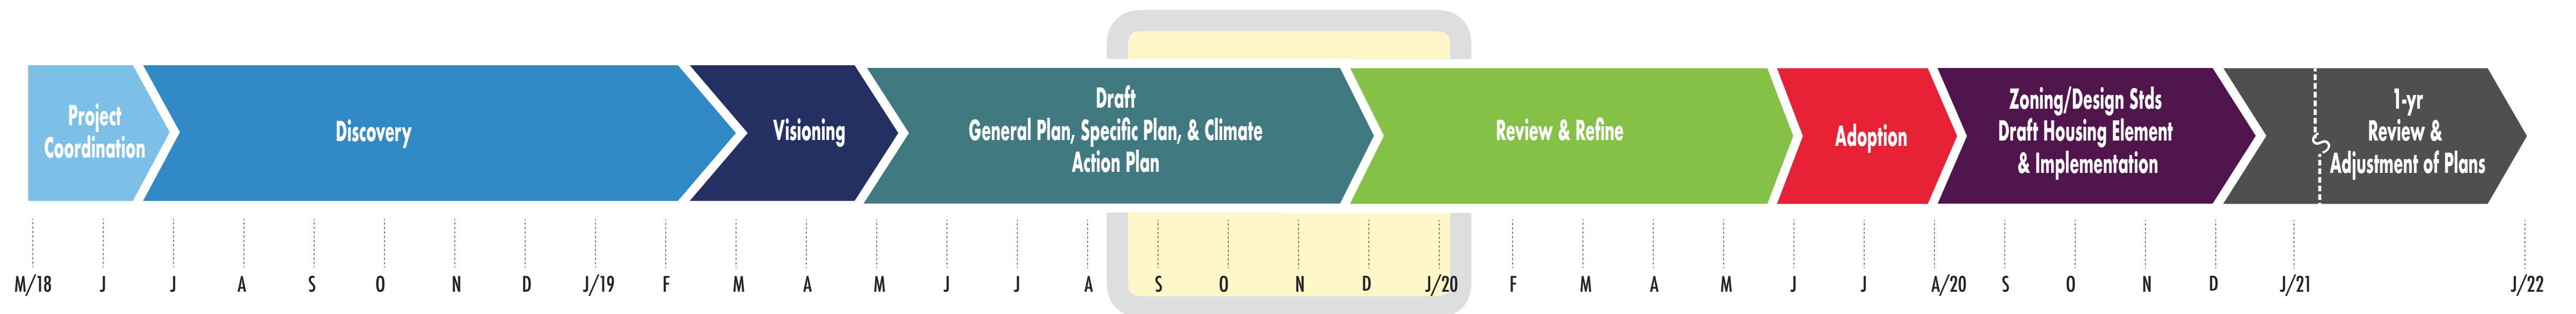 Project
Coordination
Discovery
Visioning
Draft
General Plan, Specific Plan, & Climate
Action Plan
Review & Refine
Adoption
Zoning/Design Stds
Draft Housing Element
& Implementation
1-yr
Review &
Adjustment of Plans
M/18 J J A S O N D J/19 F M A M J J A S O N D J/20 F M A M J J A/20 S O N D J/21 J/22